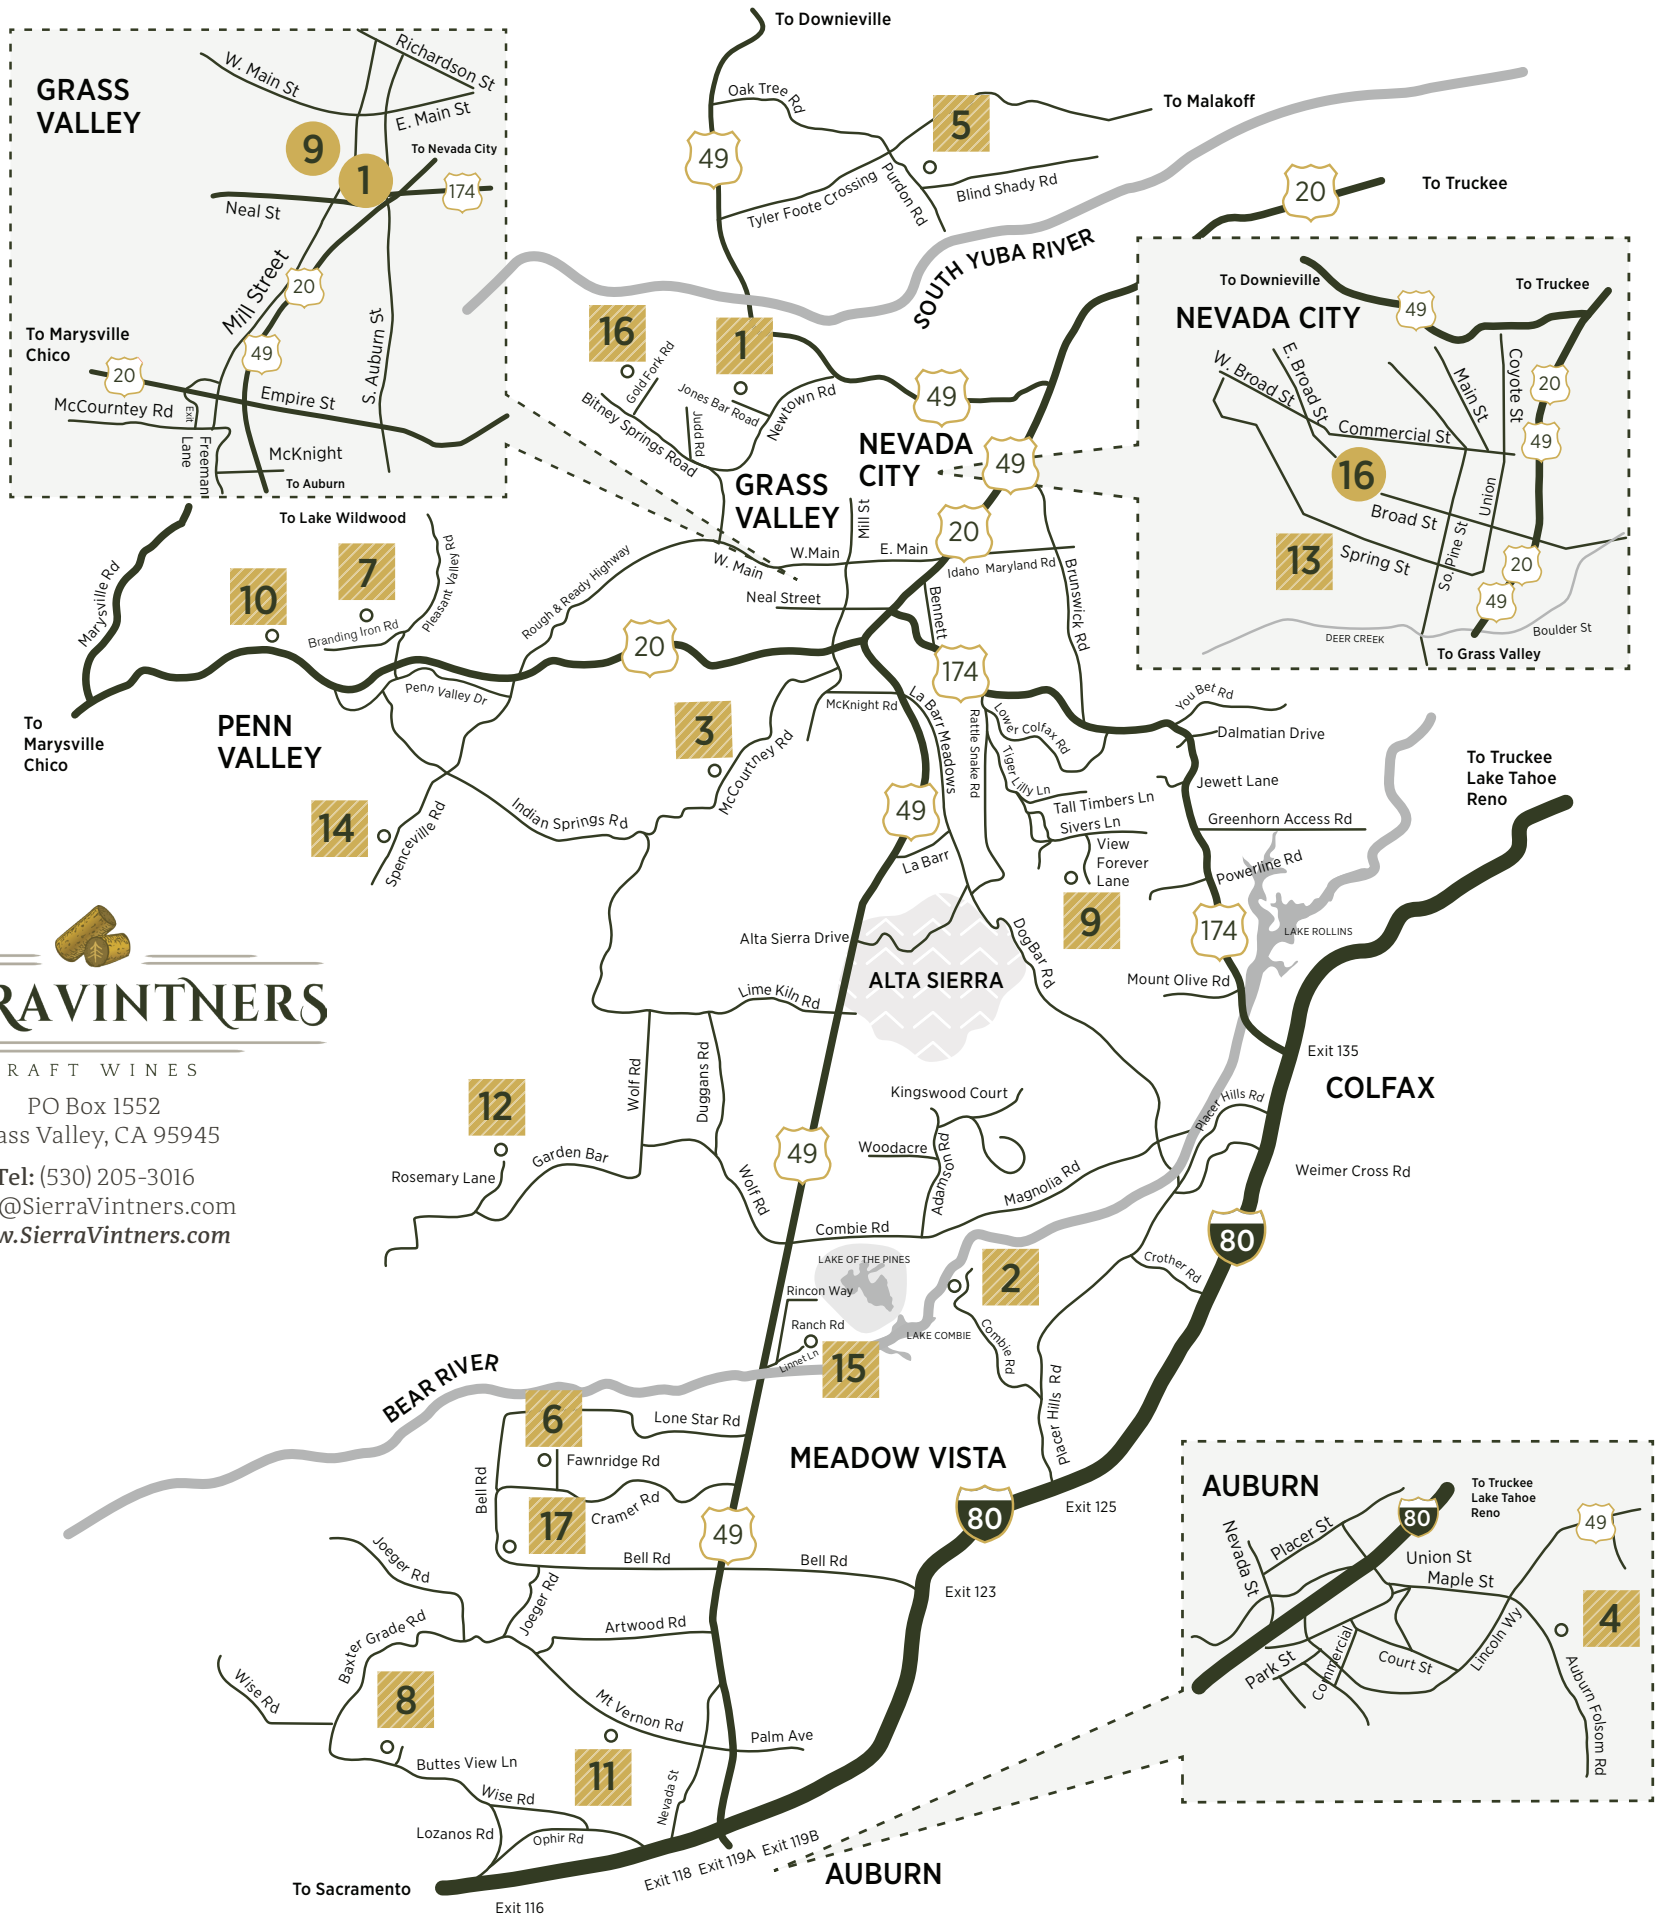 To Downieville
GRASS
VALLEY
W. Main St
Richardson St
E. Main St
To Nevada City
9
1
174
Neal St
Mill Street
20
To Marysville
Chico
49
20
Empire St
S. Auburn St
McCourntey Rd
Exit
Freeman
Lane
McKnight
To Auburn
Oak Tree Rd
To Malakoff
5
49
Tyler Foote Crossing
Purdon Rd
Blind Shady Rd
20
To Truckee
SOUTH YUBA RIVER
To Downieville
To Truckee
NEVADA CITY
49
W. Broad St
E. Broad St
Main St
Coyote St
20
Commercial St
49
16
Broad St
Union
13
Spring St
So. Pine St
20
49
DEER CREEK
Boulder St
To Grass Valley
16
1
Gold Fork Rd
Jones Bar Road
Newtown Rd
Judd Rd
Bitney Springs Road
49
NEVADA
CITY
49
GRASS
VALLEY
Mill St
20
W.Main
E. Main
W. Main
Idaho Maryland Rd
Brunswick Rd
Neal Street
Bennett
To Lake Wildwood
7
10
Marysville Rd
Branding Iron Rd
Pleasant Valley Rd
Rough & Ready Highway
20
Penn Valley Dr
To
Marysville
Chico
PENN
VALLEY
174
McKnight Rd
La Barr Meadows
Rattle Snake Rd
Lower Colfax Rd
You Bet Rd
Dalmatian Drive
3
McCourtney Rd
Tiger Lilly Ln
Jewett Lane
To Truckee
Lake Tahoe
Reno
Tall Timbers Ln
Sivers Ln
Greenhorn Access Rd
14
Spenceville Rd
Indian Springs Rd
49
La Barr
View
Forever
Lane
Powerline Rd
9
174
LAKE ROLLINS
Alta Sierra Drive
ALTA SIERRA
DogBar Rd
Mount Olive Rd
Lime Kiln Rd
RAVINTNERS
RAFT WINES
PO Box 1552
ass Valley, CA 95945
Tel: (530) 205-3016
@SierraVintners.com
w.SierraVintners.com
Exit 135
COLFAX
Wolf Rd
Duggans Rd
12
Garden Bar
Rosemary Lane
Kingswood Court
Woodacre
Adamson Rd
49
Wolf Rd
Magnolia Rd
Placer Hills Rd
Weimer Cross Rd
Combie Rd
80
LAKE OF THE PINES
Crother Rd
2
Rincon Way
Ranch Rd
LAKE COMBIE
Combie Rd
Linnet Ln
15
BEAR RIVER
Placer Hills Rd
6
Lone Star Rd
Fawnridge Rd
MEADOW VISTA
Bell Rd
Cramer Rd
17
49
80
Exit 125
Bell Rd
Bell Rd
Exit 123
Joeger Rd
Joeger Rd
Baxter Grade Rd
Artwood Rd
Wise Rd
8
Mt Vernon Rd
Palm Ave
11
Buttes View Ln
Wise Rd
Nevada St
Lozanos Rd
Ophir Rd
To Sacramento
Exit 116
Exit 118 Exit 119A Exit 119B
AUBURN
AUBURN
80
To Truckee
Lake Tahoe
Reno
49
Nevada St
Placer St
Union St
Maple St
4
Park St
Commercial
Court St
Lincoln Wy
Auburn Folsom Rd